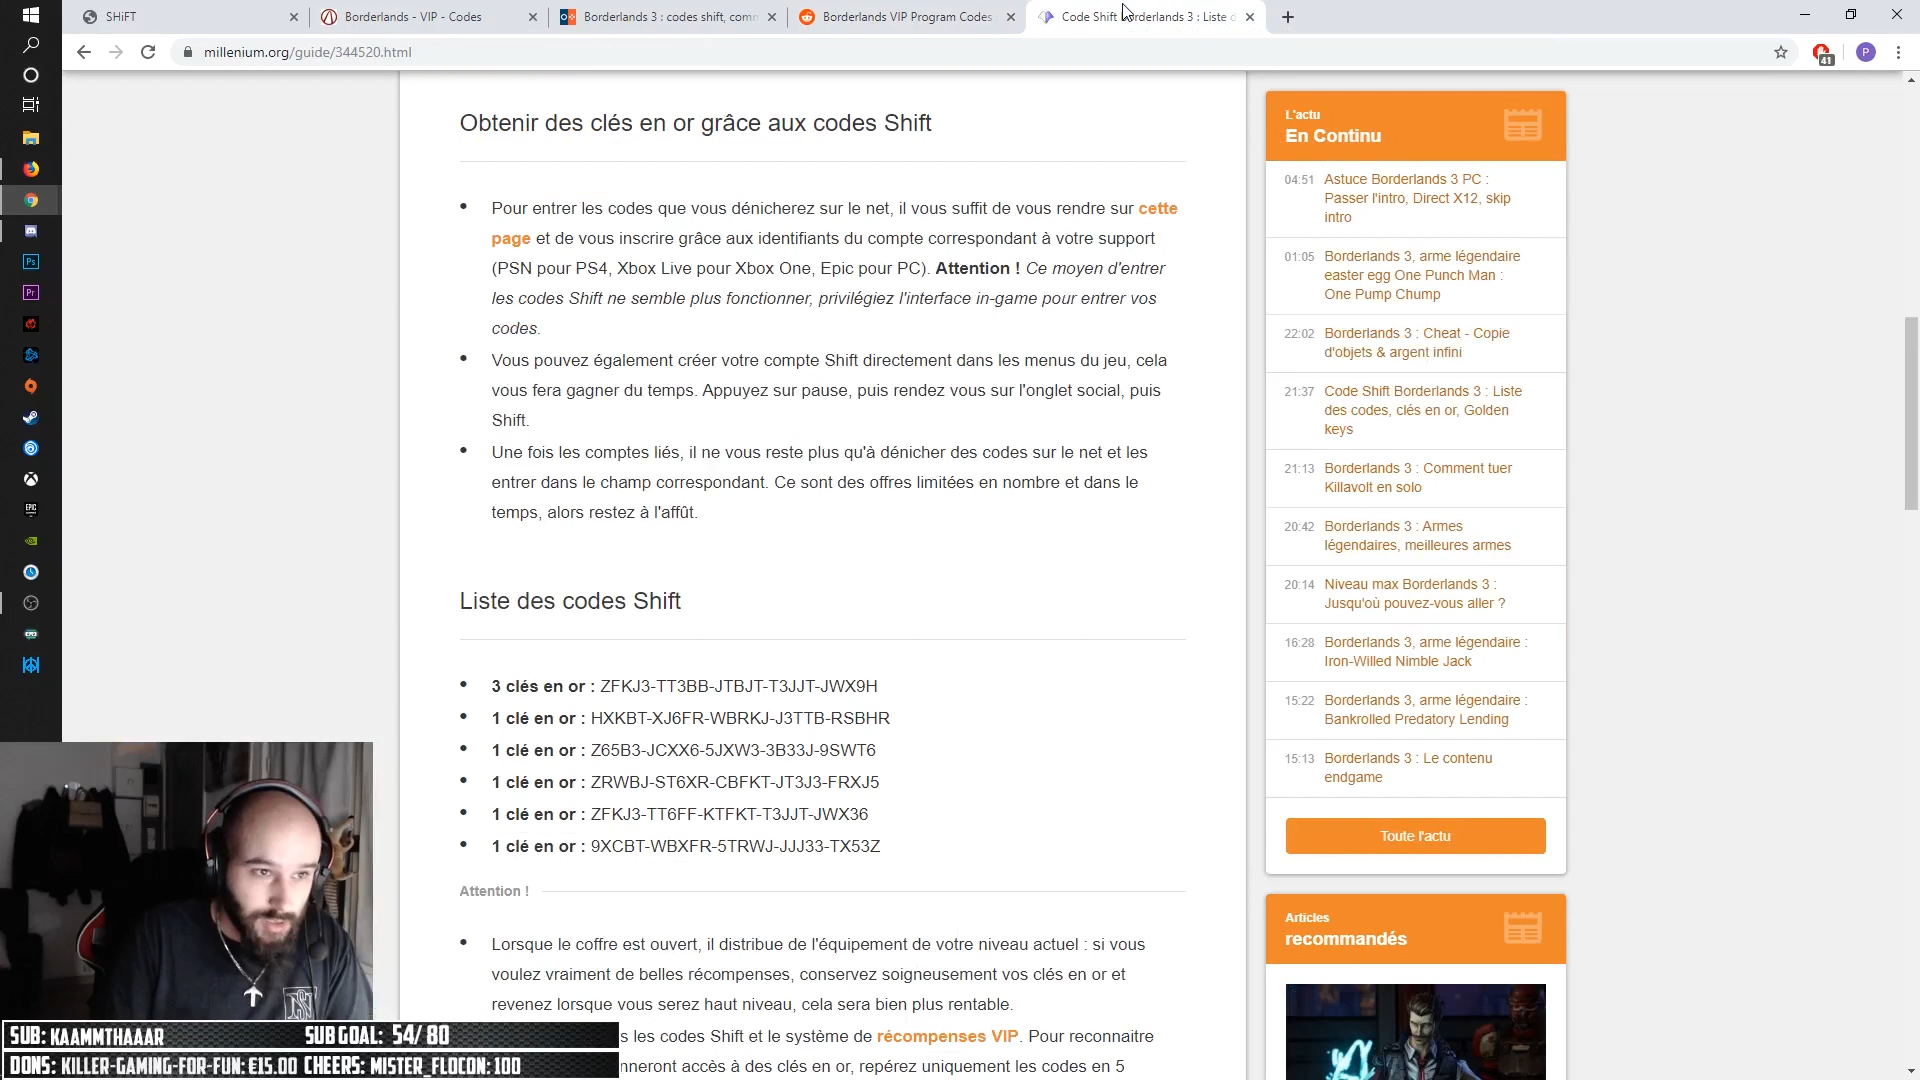 SHiFT
Borderlands - VIP - Codes
Borderlands 3 : codes shift, comm
Borderlands VIP Program Codes
Code Shift Borderlands 3 : Liste d
millenium.org/guide/344520.html
41
P
Obtenir des clés en or grâce aux codes Shift
Pour entrer les codes que vous dénicherez sur le net, il vous suffit de vous rendre sur cette
page et de vous inscrire grâce aux identifiants du compte correspondant à votre support
(PSN pour PS4, Xbox Live pour Xbox One, Epic pour PC). Attention ! Ce moyen d'entrer
les codes Shift ne semble plus fonctionner, privilégiez l'interface in-game pour entrer vos
codes.
Vous pouvez également créer votre compte Shift directement dans les menus du jeu, cela
vous fera gagner du temps. Appuyez sur pause, puis rendez vous sur l'onglet social, puis
Shift.
Une fois les comptes liés, il ne vous reste plus qu'à dénicher des codes sur le net et les
entrer dans le champ correspondant. Ce sont des offres limitées en nombre et dans le
temps, alors restez à l'affût.
Liste des codes Shift
3 clés en or : ZFKJ3-TT3BB-JTBJT-T3JJT-JWX9H
1 clé en or : HXKBT-XJ6FR-WBRKJ-J3TTB-RSBHR
1 clé en or : Z65B3-JCXX6-5JXW3-3B33J-9SWT6
1 clé en or : ZRWBJ-ST6XR-CBFKT-JT3J3-FRXJ5
1 clé en or : ZFKJ3-TT6FF-KTFKT-T3JJT-JWX36
1 clé en or : 9XCBT-WBXFR-5TRWJ-JJJ33-TX53Z
Attention !
Lorsque le coffre est ouvert, il distribue de l'équipement de votre niveau actuel : si vous
voulez vraiment de belles récompenses, conservez soigneusement vos clés en or et
revenez lorsque vous serez haut niveau, cela sera bien plus rentable.
s les codes Shift et le système de récompenses VIP. Pour reconnaitre
nneront accès à des clés en or, repérez uniquement les codes en 5
L'actu
En Continu
04:51 Astuce Borderlands 3 PC :
Passer l'intro, Direct X12, skip
intro
01:05 Borderlands 3, arme légendaire
easter egg One Punch Man :
One Pump Chump
22:02 Borderlands 3 : Cheat - Copie
d'objets & argent infini
21:37 Code Shift Borderlands 3 : Liste
des codes, clés en or, Golden
keys
21:13 Borderlands 3 : Comment tuer
Killavolt en solo
20:42 Borderlands 3 : Armes
légendaires, meilleures armes
20:14 Niveau max Borderlands 3 :
Jusqu'où pouvez-vous aller ?
16:28 Borderlands 3, arme légendaire :
Iron-Willed Nimble Jack
15:22 Borderlands 3, arme légendaire :
Bankrolled Predatory Lending
15:13 Borderlands 3 : Le contenu
endgame
Toute l'actu
Articles
recommandés
Ps
Pr
EPIC
SUB: KAAMMTHAAAR SUB GOAL: 54/ 80
DONS: KILLER-GAMING-FOR-FUN: €15.00 CHEERS: MISTER_FLOCON: 100